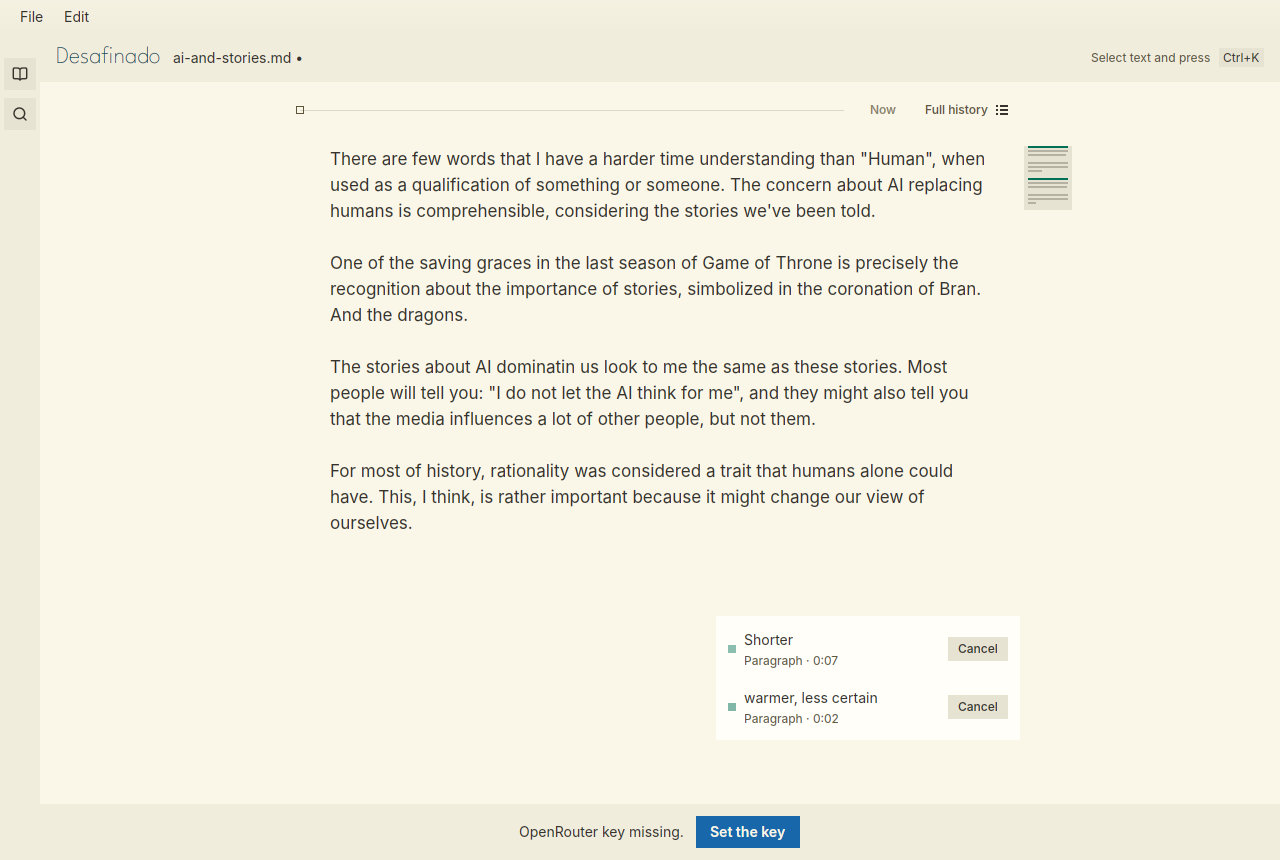 File Edit
Desafinado ai-and-stories.md •
Select text and press Ctrl+K
Now Full history
There are few words that I have a harder time understanding than "Human", when
used as a qualification of something or someone. The concern about AI replacing
humans is comprehensible, considering the stories we've been told.
One of the saving graces in the last season of Game of Throne is precisely the
recognition about the importance of stories, simbolized in the coronation of Bran.
And the dragons.
The stories about AI dominatin us look to me the same as these stories. Most
people will tell you: "I do not let the AI think for me", and they might also tell you
that the media influences a lot of other people, but not them.
For most of history, rationality was considered a trait that humans alone could
have. This, I think, is rather important because it might change our view of
ourselves.
Shorter
Paragraph · 0:07
Cancel
warmer, less certain
Paragraph · 0:02
Cancel
OpenRouter key missing. Set the key